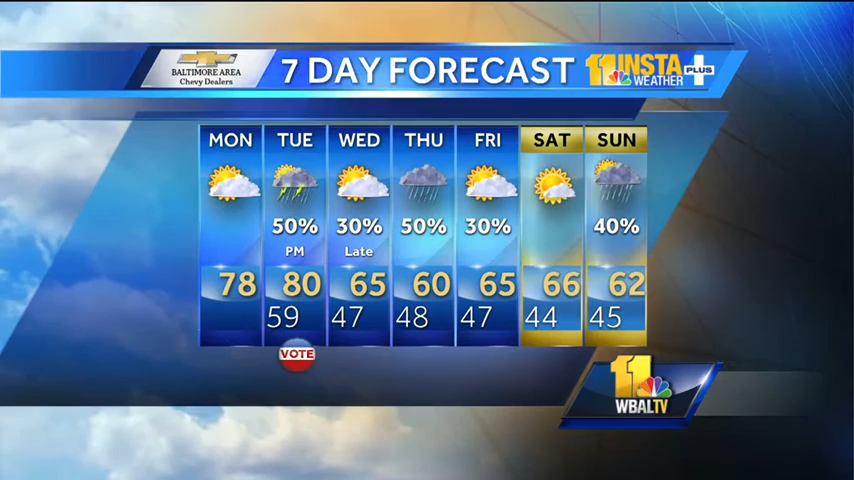 BALTIMORE AREA
Chevy Dealers
7 DAY FORECAST
11 INSTA
WEATHER PLUS
MON TUE WED THU FRI SAT SUN
50% 30% 50% 30% 40%
PM Late
78 80 65 60 65 66 62
59 47 48 47 44 45
VOTE
11
WBALTV